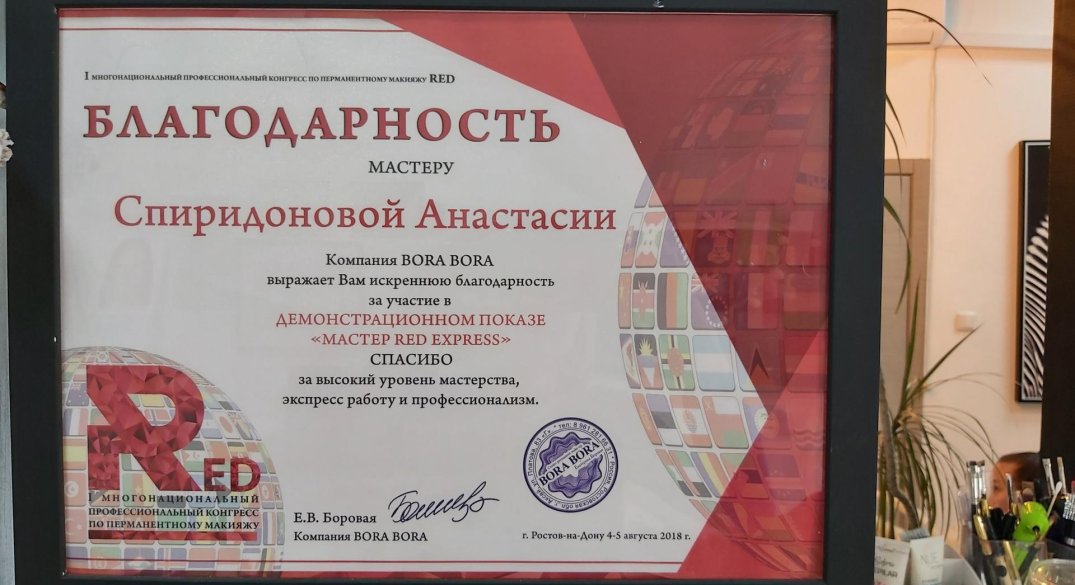 I МНОГОНАЦИОНАЛЬНЫЙ ПРОФЕССИОНАЛЬНЫЙ КОНГРЕСС ПО ПЕРМАНЕНТНОМУ МАКИЯЖУ RED
БЛАГОДАРНОСТЬ
МАСТЕРУ
Спиридоновой Анастасии
Компания BORA BORA
выражает Вам искреннюю благодарность
за участие в
ДЕМОНСТРАЦИОННОМ ПОКАЗЕ
«МАСТЕР RED EXPRESS»
СПАСИБО
за высокий уровень мастерства,
экспресс работу и профессионализм.
BORA BORA
RED
I МНОГОНАЦИОНАЛЬНЫЙ
ПРОФЕССИОНАЛЬНЫЙ КОНГРЕСС
ПО ПЕРМАНЕНТНОМУ МАКИЯЖУ
Е.В. Боровая
Компания BORA BORA
г. Ростов-на-Дону 4-5 августа 2018 г.